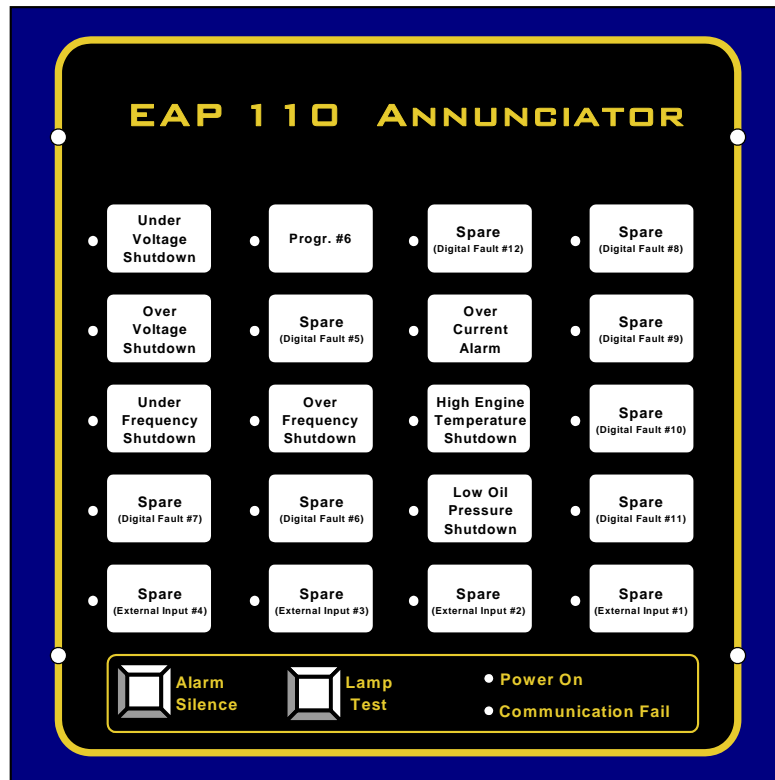 EAP 110 ANNUNCIATOR
Under
Voltage
Shutdown
Progr. #6
Spare
(Digital Fault #12)
Spare
(Digital Fault #8)
Over
Voltage
Shutdown
Spare
(Digital Fault #5)
Over
Current
Alarm
Spare
(Digital Fault #9)
Under
Frequency
Shutdown
Over
Frequency
Shutdown
High Engine
Temperature
Shutdown
Spare
(Digital Fault #10)
Spare
(Digital Fault #7)
Spare
(Digital Fault #6)
Low Oil
Pressure
Shutdown
Spare
(Digital Fault #11)
Spare
(External Input #4)
Spare
(External Input #3)
Spare
(External Input #2)
Spare
(External Input #1)
Alarm
Silence
Lamp
Test
Power On
Communication Fail